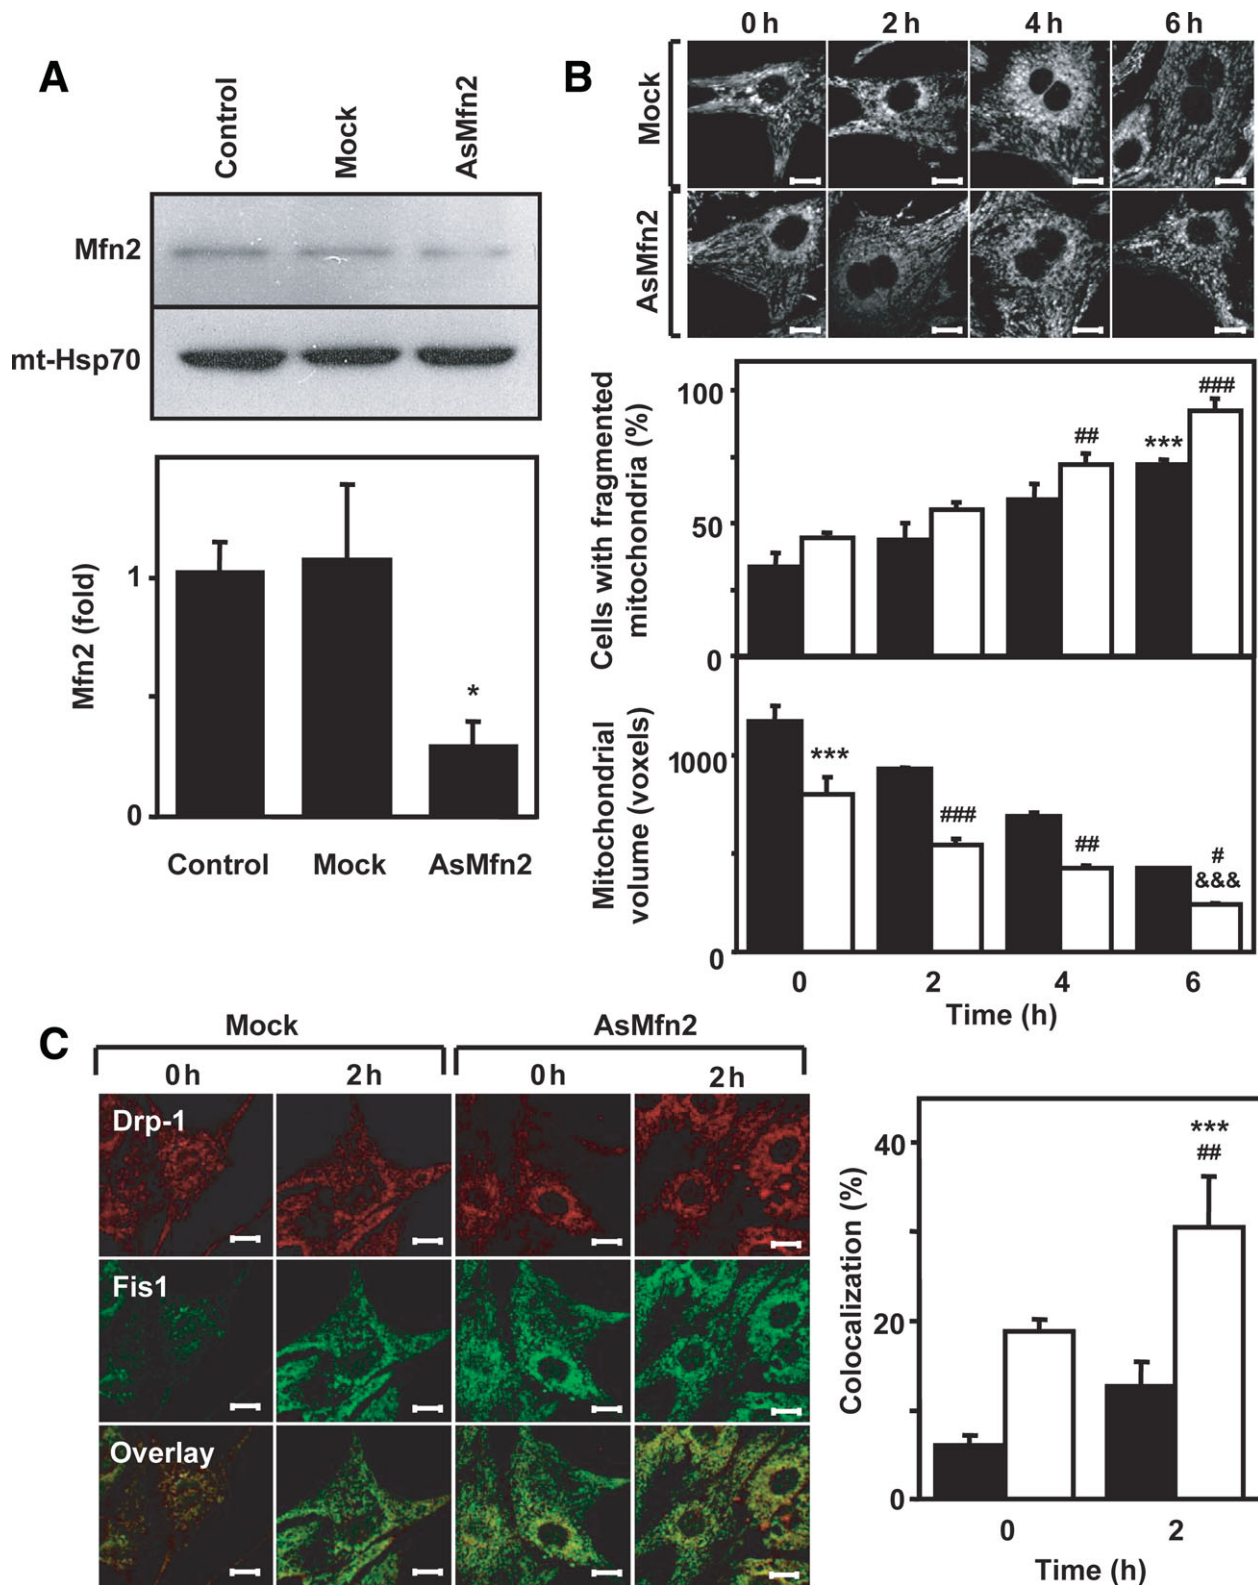 A
Control
Mock
AsMfn2
Mfn2
mt-Hsp70
Mfn2 (fold)
1
*
0
Control Mock AsMfn2
B
0 h 2 h 4 h 6 h
Mock
AsMfn2
Cells with fragmented
mitochondria (%)
100
50
0
##
***
###
Mitochondrial
volume (voxels)
1000
0
***
###
##
#
&&&
0 2 4 6
Time (h)
C
Mock AsMfn2
0 h 2 h 0 h 2 h
Drp-1
Fis1
Overlay
Colocalization (%)
40
20
0
***
##
0 2
Time (h)